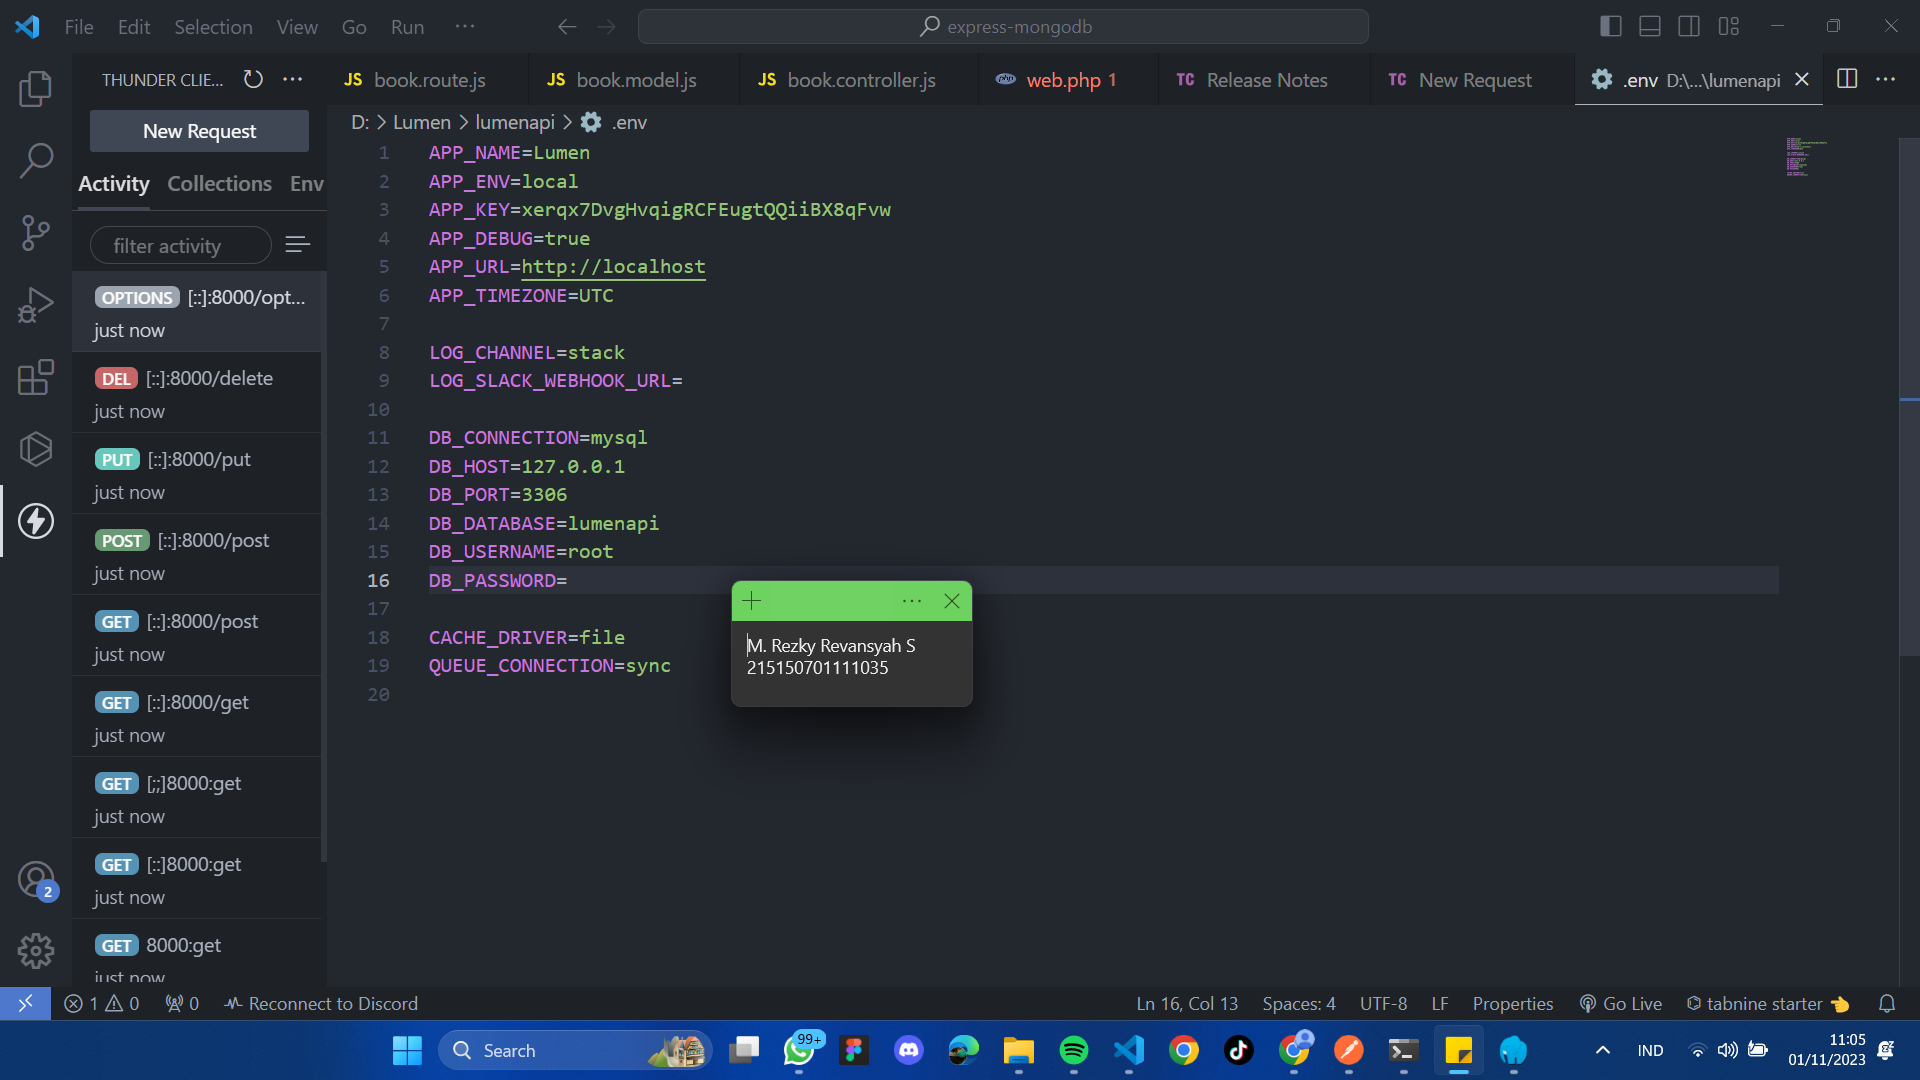 File Edit Selection View Go Run ···
express-mongodb
THUNDER CLIE... ···
New Request
Activity Collections Env
filter activity
OPTIONS [::]:8000/opt...
just now
DEL [::]:8000/delete
just now
PUT [::]:8000/put
just now
POST [::]:8000/post
just now
GET [::]:8000/post
just now
GET [::]:8000/get
just now
GET [;;]8000:get
just now
GET [::]8000:get
just now
GET 8000:get
just now
2
JS book.route.js JS book.model.js JS book.controller.js php web.php 1 TC Release Notes TC New Request .env D:\...\lumenapi ···
D: > Lumen > lumenapi > .env
1 APP_NAME=Lumen
2 APP_ENV=local
3 APP_KEY=xerqx7DvgHvqigRCFEugtQQiiBX8qFvw
4 APP_DEBUG=true
5 APP_URL=http://localhost
6 APP_TIMEZONE=UTC
7
8 LOG_CHANNEL=stack
9 LOG_SLACK_WEBHOOK_URL=
10
11 DB_CONNECTION=mysql
12 DB_HOST=127.0.0.1
13 DB_PORT=3306
14 DB_DATABASE=lumenapi
15 DB_USERNAME=root
16 DB_PASSWORD=
17
18 CACHE_DRIVER=file
19 QUEUE_CONNECTION=sync
20
M. Rezky Revansyah S
215150701111035
1 0 0 Reconnect to Discord
Ln 16, Col 13 Spaces: 4 UTF-8 LF Properties Go Live tabnine starter
Search
99+
IND
11:05
01/11/2023